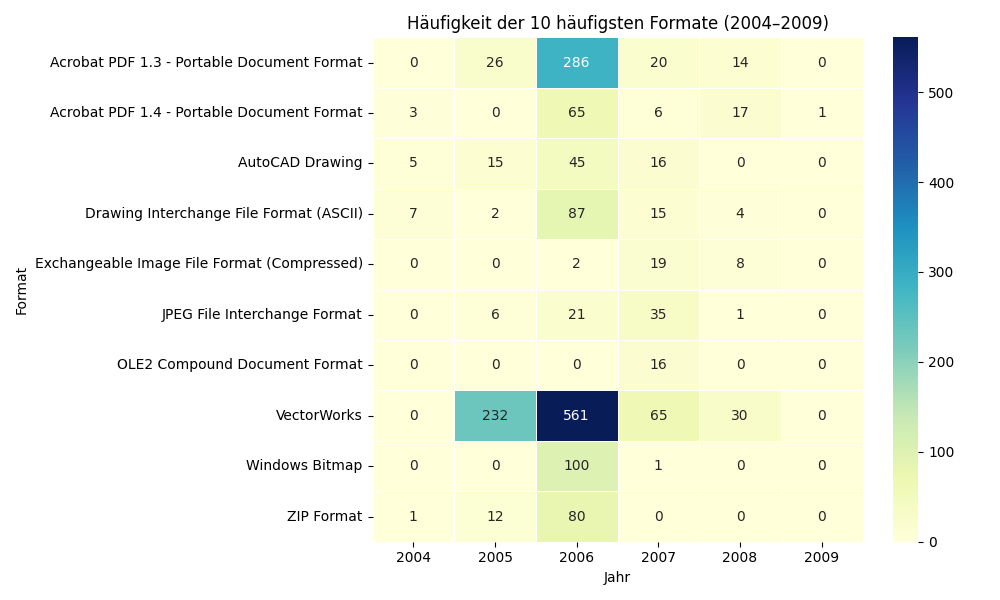 Häufigkeit der 10 häufigsten Formate (2004–2009)
Acrobat PDF 1.3 - Portable Document Format 0 26 286 20 14 0
Acrobat PDF 1.4 - Portable Document Format 3 0 65 6 17 1
AutoCAD Drawing 5 15 45 16 0 0
Drawing Interchange File Format (ASCII) 7 2 87 15 4 0
Exchangeable Image File Format (Compressed) 0 0 2 19 8 0
JPEG File Interchange Format 0 6 21 35 1 0
OLE2 Compound Document Format 0 0 0 16 0 0
VectorWorks 0 232 561 65 30 0
Windows Bitmap 0 0 100 1 0 0
ZIP Format 1 12 80 0 0 0
2004 2005 2006 2007 2008 2009
Jahr
Format
500
400
300
200
100
0